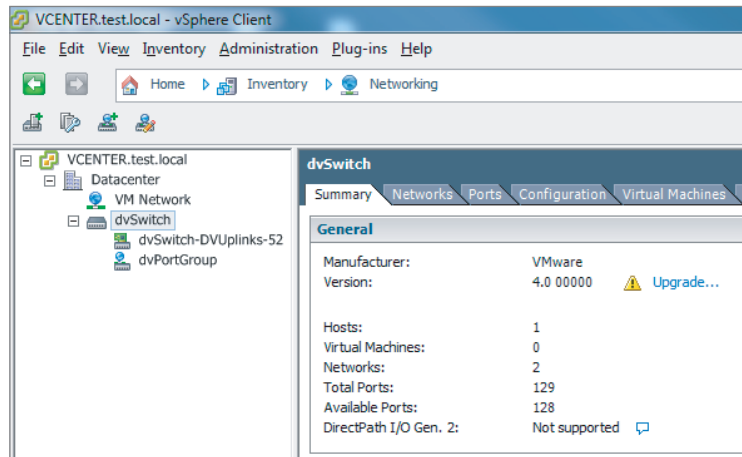 VCENTER.test.local - vSphere Client
File Edit View Inventory Administration Plug-ins Help
Home Inventory Networking
VCENTER.test.local
Datacenter
VM Network
dvSwitch
dvSwitch-DVUplinks-52
dvPortGroup
dvSwitch
Summary Networks Ports Configuration Virtual Machines
General
Manufacturer: VMware
Version: 4.0 00000 Upgrade...
Hosts: 1
Virtual Machines: 0
Networks: 2
Total Ports: 129
Available Ports: 128
DirectPath I/O Gen. 2: Not supported